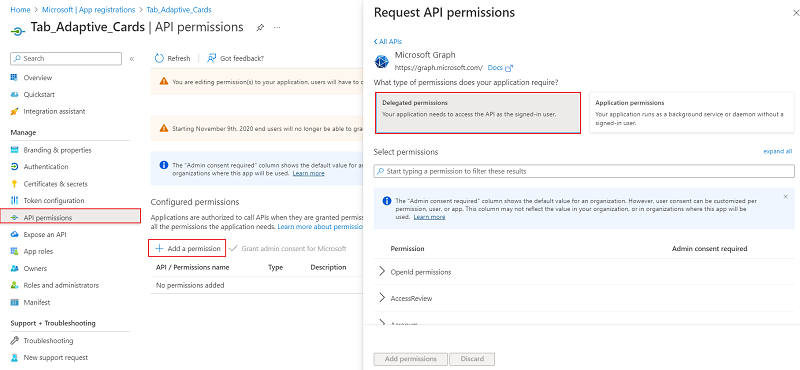 Home > Microsoft | App registrations > Tab_Adaptive_Cards
Tab_Adaptive_Cards | API permissions
Search
Overview
Quickstart
Integration assistant
Manage
Branding & properties
Authentication
Certificates & secrets
Token configuration
API permissions
Expose an API
App roles
Owners
Roles and administrators
Manifest
Support + Troubleshooting
Troubleshooting
New support request
Refresh
Got feedback?
You are editing permission(s) to your application, users will have to c
Starting November 9th, 2020 end users will no longer be able to gra
The "Admin consent required" column shows the default value for an
organizations where this app will be used. Learn more
Configured permissions
Applications are authorized to call APIs when they are granted permiss
all the permissions the application needs. Learn more about permission
Add a permission
Grant admin consent for Microsoft
API / Permissions name Type Description
No permissions added
Request API permissions
All APIs
Microsoft Graph
https://graph.microsoft.com/ Docs
What type of permissions does your application require?
Delegated permissions
Your application needs to access the API as the signed-in user.
Application permissions
Your application runs as a background service or daemon without a
signed-in user.
Select permissions
expand all
Start typing a permission to filter these results
The "Admin consent required" column shows the default value for an organization. However, user consent can be customized per
permission, user, or app. This column may not reflect the value in your organization, or in organizations where this app will be
used. Learn more
Permission Admin consent required
OpenId permissions
AccessReview
Add permissions
Discard